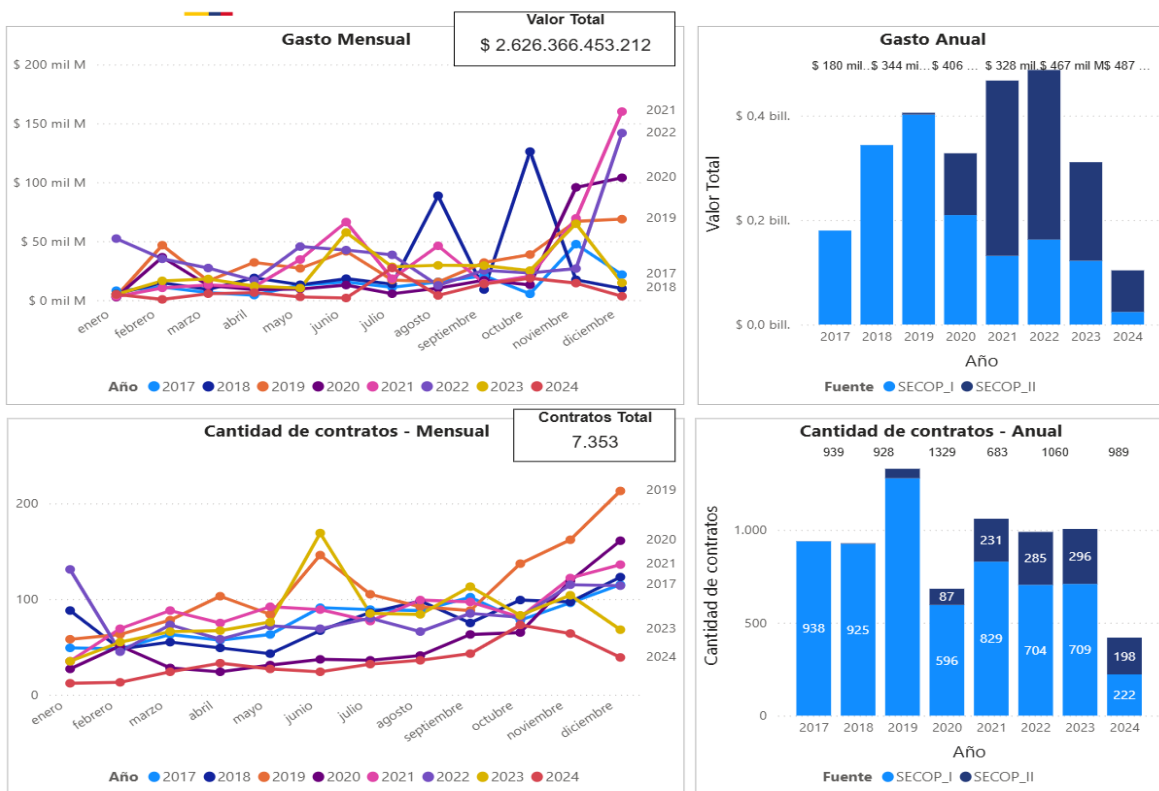 Valor Total
$ 2.626.366.453.212
Gasto Mensual
$ 200 mil M
$ 150 mil M
$ 100 mil M
$ 50 mil M
$ 0 mil M
2021
2022
2020
2019
2017
2018
enero
febrero
marzo
abril
mayo
junio
julio
agosto
septiembre
octubre
noviembre
diciembre
Año 2017 2018 2019 2020 2021 2022 2023 2024
Gasto Anual
$ 180 mil... $ 344 mi... $ 406 ... $ 328 mil... $ 467 mil M $ 487 ...
Valor Total
$ 0,4 bill.
$ 0,2 bill.
$ 0,0 bill.
2017 2018 2019 2020 2021 2022 2023 2024
Año
Fuente SECOP_I SECOP_II
Cantidad de contratos - Mensual
Contratos Total
7.353
200
100
0
2019
2020
2021
2017
2023
2024
enero
febrero
marzo
abril
mayo
junio
julio
agosto
septiembre
octubre
noviembre
diciembre
Año 2017 2018 2019 2020 2021 2022 2023 2024
Cantidad de contratos - Anual
939 928 1329 683 1060 989
Cantidad de contratos
1.000
500
0
938
925
87
596
231
829
285
704
296
709
198
222
2017 2018 2019 2020 2021 2022 2023 2024
Año
Fuente SECOP_I SECOP_II